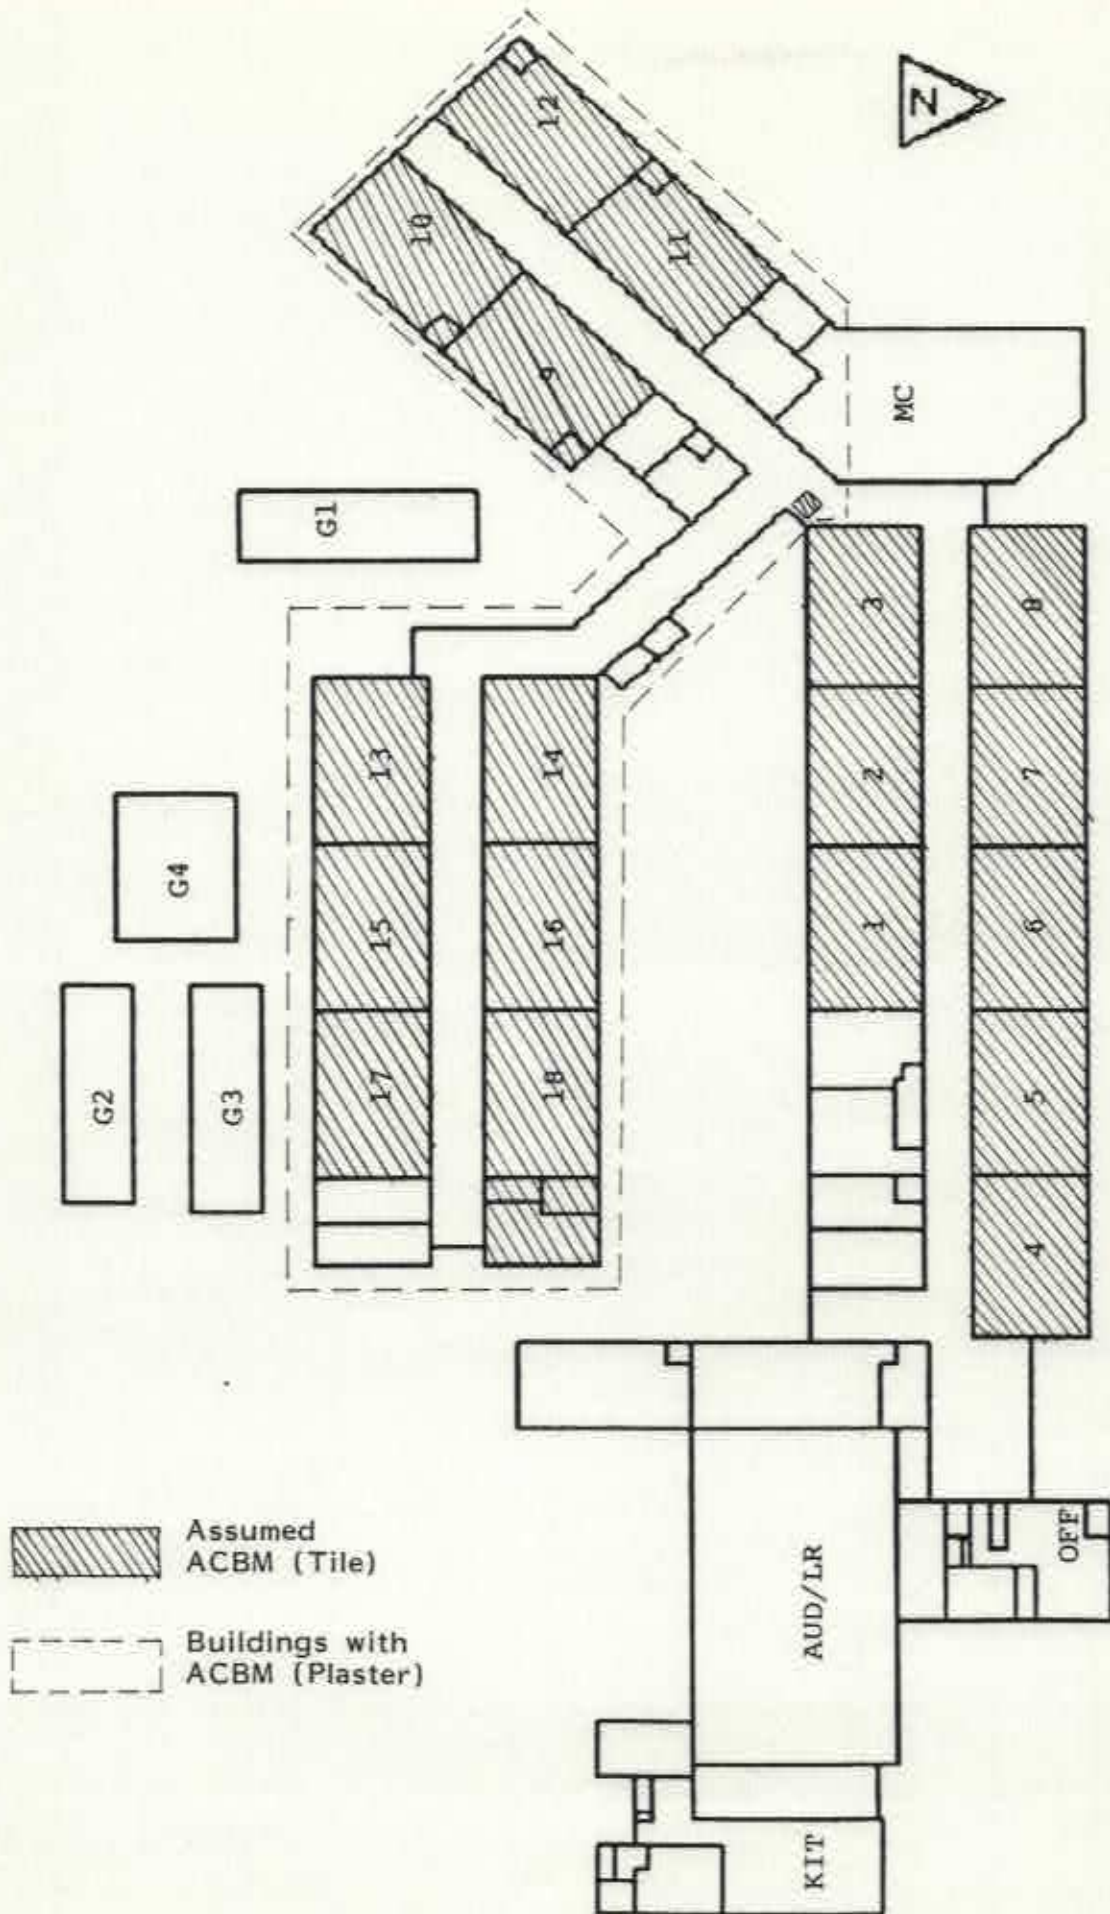 N
12
10
11
9
MC
G1
3
8
13
14
2
7
G4
15
16
1
6
G2
G3
17
18
5
4
Assumed
ACBM (Tile)
Buildings with
ACBM (Plaster)
AUD/LR
OFF
KIT